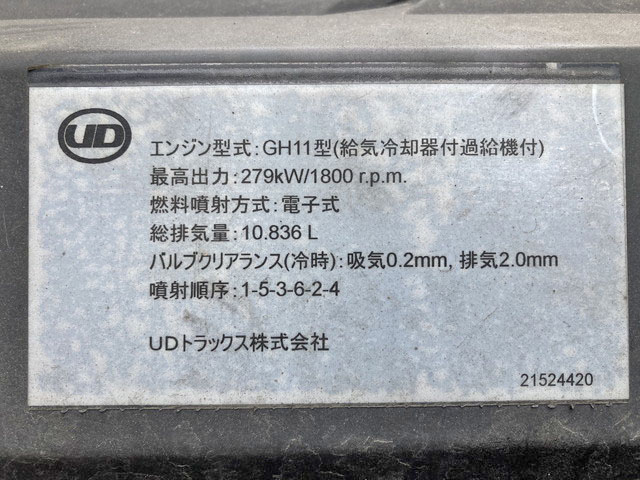 UD
エンジン型式:GH11型(給気冷却器付過給機付)
最高出力:279kW/1800 r.p.m.
燃料噴射方式:電子式
総排気量:10.836 L
バルブクリアランス(冷時):吸気0.2mm, 排気2.0mm
噴射順序:1-5-3-6-2-4
UDトラックス株式会社
21524420